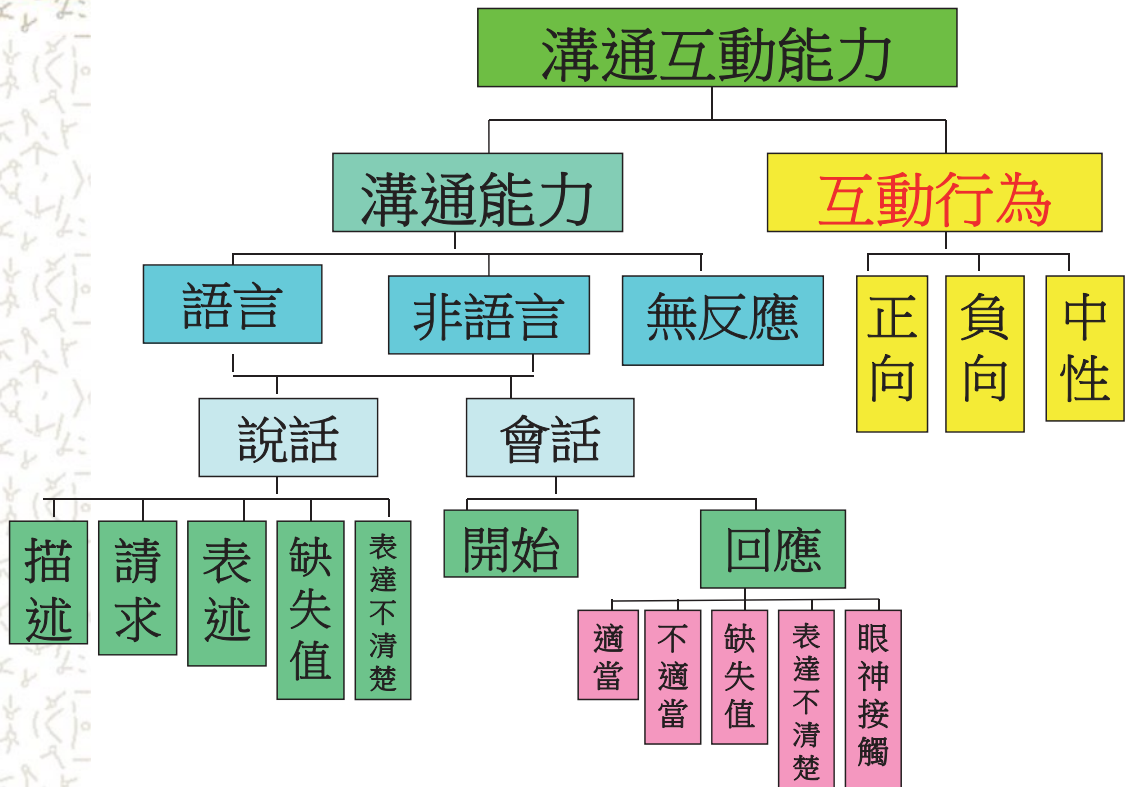 溝通互動能力
溝通能力
互動行為
語言
非語言
無反應
正向
負向
中性
說話
會話
描述
請求
表述
缺失值
表達不清楚
開始
回應
適當
不適當
缺失值
表達不清楚
眼神接觸